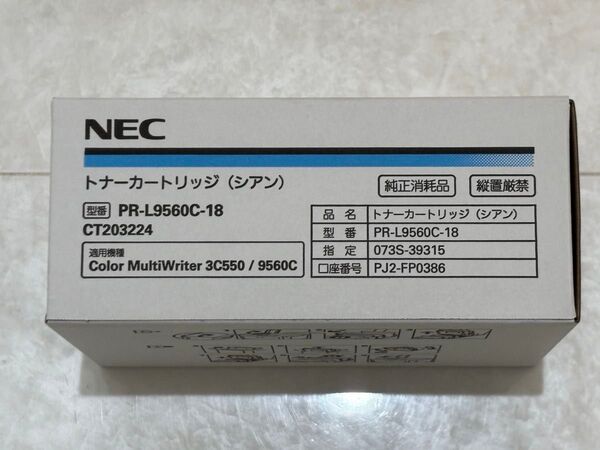 NEC
トナーカートリッジ（シアン）
純正消耗品 縦置厳禁
型番 PR-L9560C-18
CT203224
適用機種
Color MultiWriter 3C550 / 9560C
品 名 トナーカートリッジ（シアン）
型 番 PR-L9560C-18
指 定 073S-39315
口座番号 PJ2-FP0386